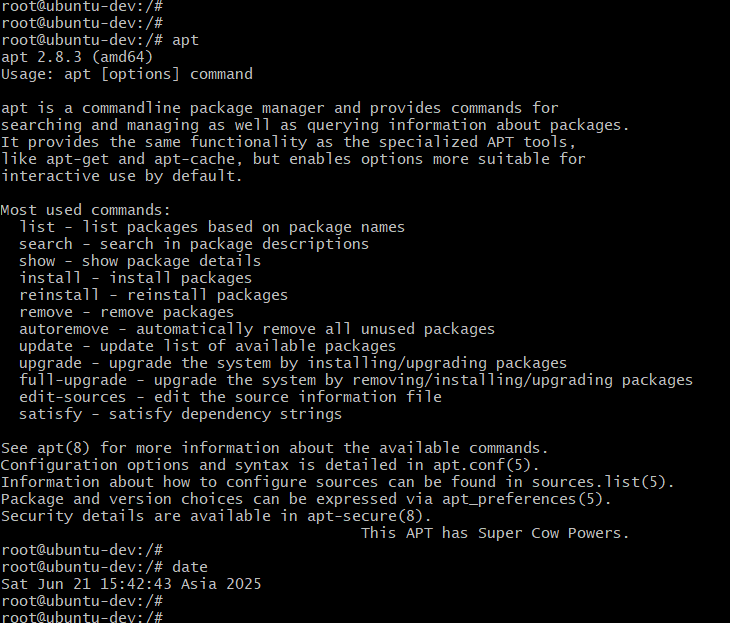 root@ubuntu-dev:/#
root@ubuntu-dev:/#
root@ubuntu-dev:/# apt
apt 2.8.3 (amd64)
Usage: apt [options] command

apt is a commandline package manager and provides commands for
searching and managing as well as querying information about packages.
It provides the same functionality as the specialized APT tools,
like apt-get and apt-cache, but enables options more suitable for
interactive use by default.

Most used commands:
  list - list packages based on package names
  search - search in package descriptions
  show - show package details
  install - install packages
  reinstall - reinstall packages
  remove - remove packages
  autoremove - automatically remove all unused packages
  update - update list of available packages
  upgrade - upgrade the system by installing/upgrading packages
  full-upgrade - upgrade the system by removing/installing/upgrading packages
  edit-sources - edit the source information file
  satisfy - satisfy dependency strings

See apt(8) for more information about the available commands.
Configuration options and syntax is detailed in apt.conf(5).
Information about how to configure sources can be found in sources.list(5).
Package and version choices can be expressed via apt_preferences(5).
Security details are available in apt-secure(8).
                                        This APT has Super Cow Powers.
root@ubuntu-dev:/#
root@ubuntu-dev:/# date
Sat Jun 21 15:42:43 Asia 2025
root@ubuntu-dev:/#
root@ubuntu-dev:/#